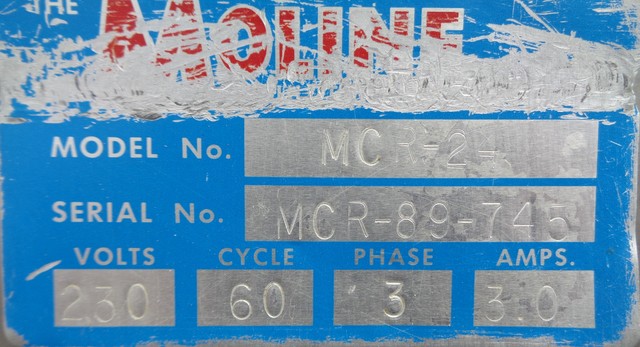 THE
MOLINE
MODEL No. MCR-2-
SERIAL No. MCR-89-745
VOLTS CYCLE PHASE AMPS.
230 60 3 3.0